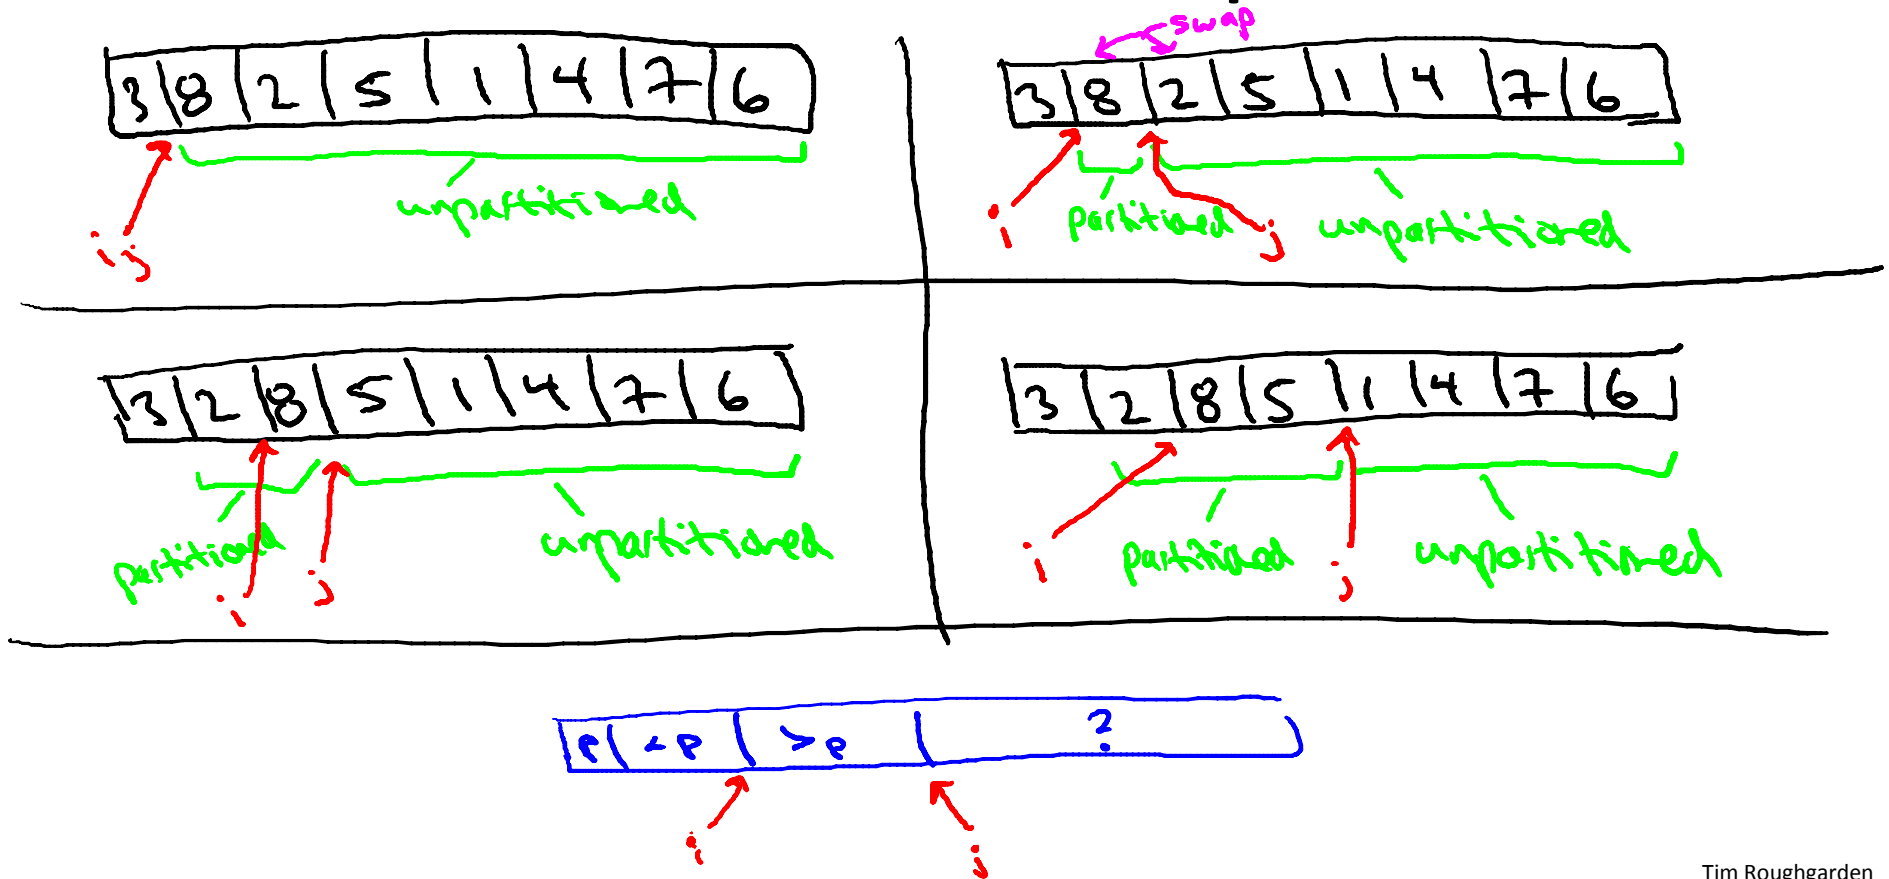 swap
3 8 2 5 1 4 7 6
unpartitioned
i,j
3 8 2 5 1 4 7 6
i partitioned j unpartitioned
3 2 8 5 1 4 7 6
partitioned unpartitioned
i j
3 2 8 5 1 4 7 6
i partitioned j unpartitioned
p <p >p ?
i j
Tim Roughgarden